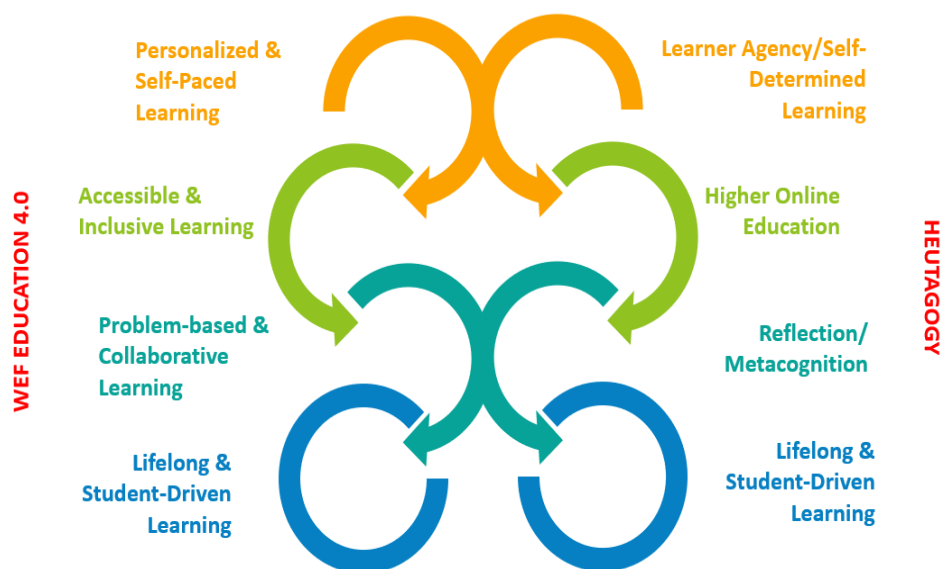 Personalized &
Self-Paced
Learning
Learner Agency/Self-
Determined
Learning
WEF EDUCATION 4.0
Accessible &
Inclusive Learning
Higher Online
Education
HEUTAGOGY
Problem-based &
Collaborative
Learning
Reflection/
Metacognition
Lifelong &
Student-Driven
Learning
Lifelong &
Student-Driven
Learning